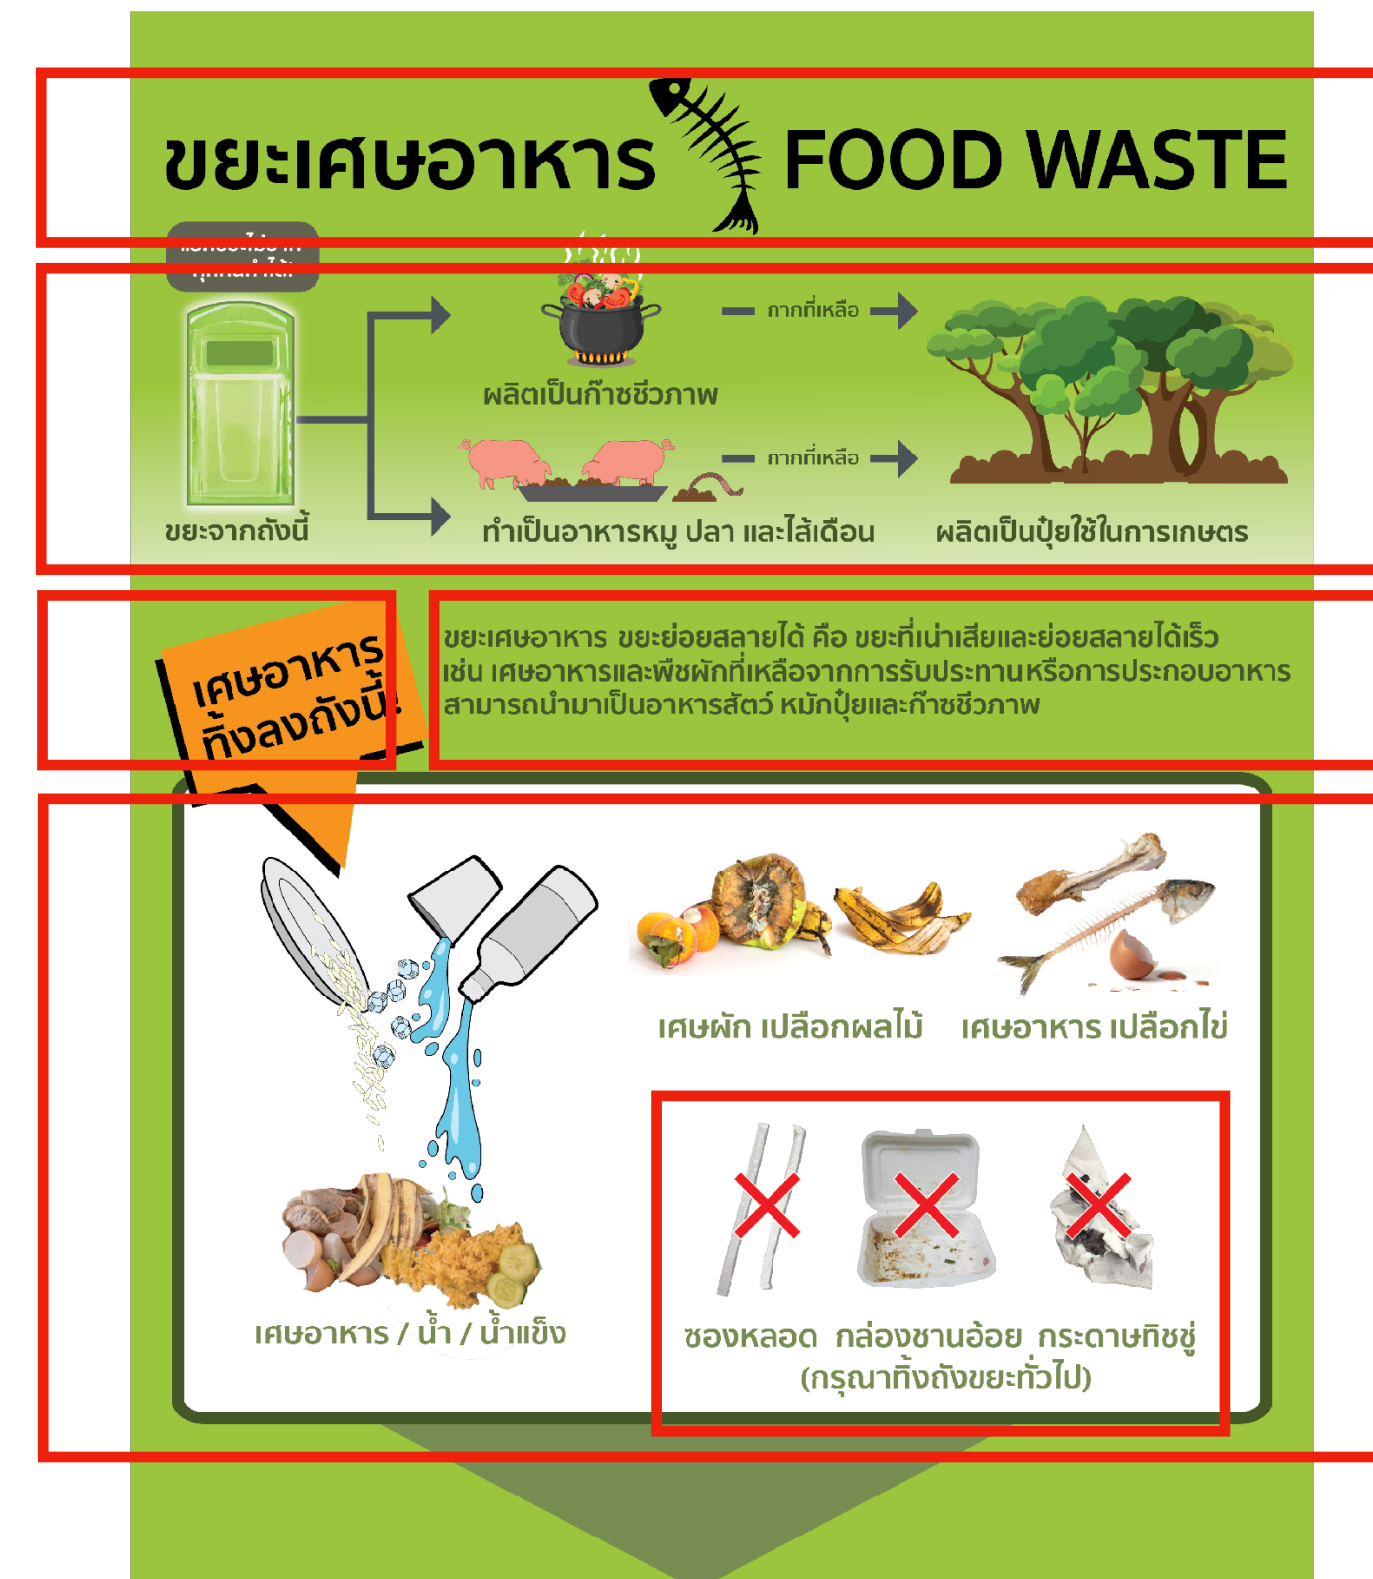 ขยะเศษอาหาร FOOD WASTE
กากที่เหลือ
ผลิตเป็นก๊าซชีวภาพ
กากที่เหลือ
ขยะจากถังนี้
ทำเป็นอาหารหมู ปลา และไส้เดือน
ผลิตเป็นปุ๋ยใช้ในการเกษตร
เศษอาหาร
ทิ้งลงถังนี้!
ขยะเศษอาหาร ขยะย่อยสลายได้ คือ ขยะที่เน่าเสียและย่อยสลายได้เร็ว
เช่น เศษอาหารและพืชผักที่เหลือจากการรับประทานหรือการประกอบอาหาร
สามารถนำมาเป็นอาหารสัตว์ หมักปุ๋ยและก๊าซชีวภาพ
เศษผัก เปลือกผลไม้
เศษอาหาร เปลือกไข่
เศษอาหาร / น้ำ / น้ำแข็ง
ซองหลอด กล่องชานอ้อย กระดาษทิชชู่
(กรุณาทิ้งถังขยะทั่วไป)